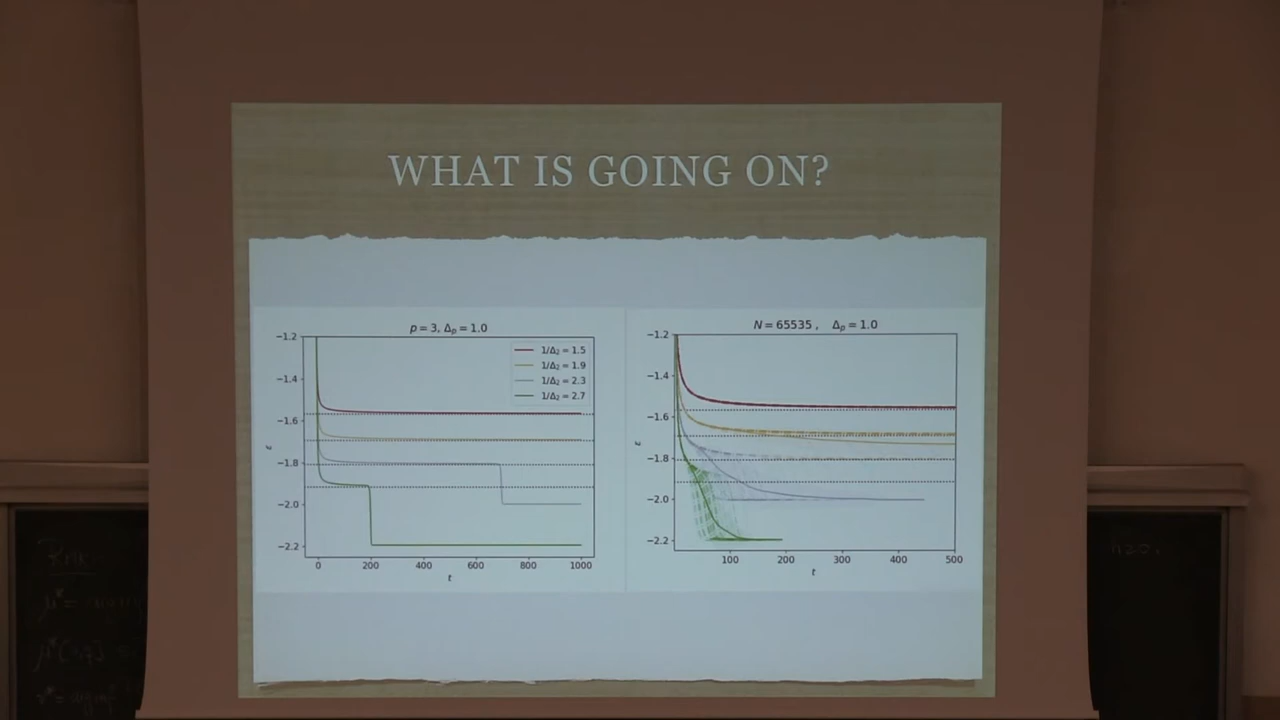 WHAT IS GOING ON?
p = 3, Δₚ = 1.0
−1.2
−1.4
−1.6
−1.8
−2.0
−2.2
ε
1/Δ₂ = 1.5
1/Δ₂ = 1.9
1/Δ₂ = 2.3
1/Δ₂ = 2.7
0 200 400 600 800 1000
t
N = 65535 , Δₚ = 1.0
−1.2
−1.4
−1.6
−1.8
−2.0
−2.2
ε
100 200 300 400 500
t